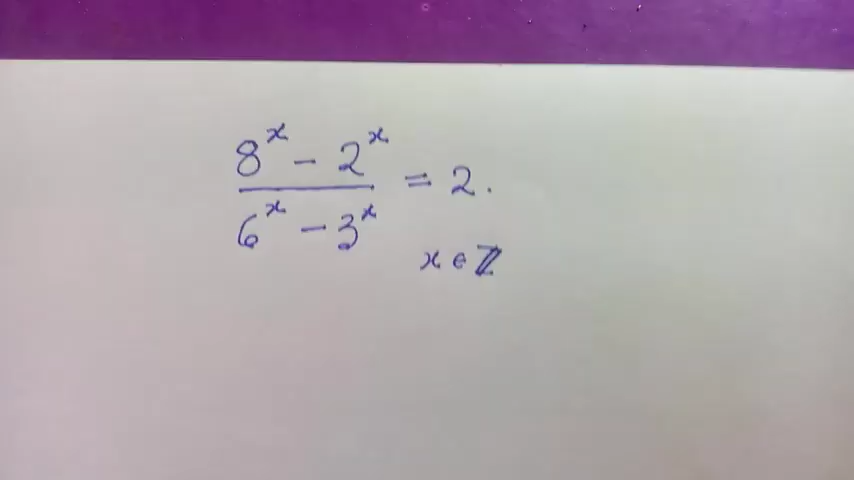 8^x - 2^x
6^x - 3^x = 2.
x ∈ ℤ